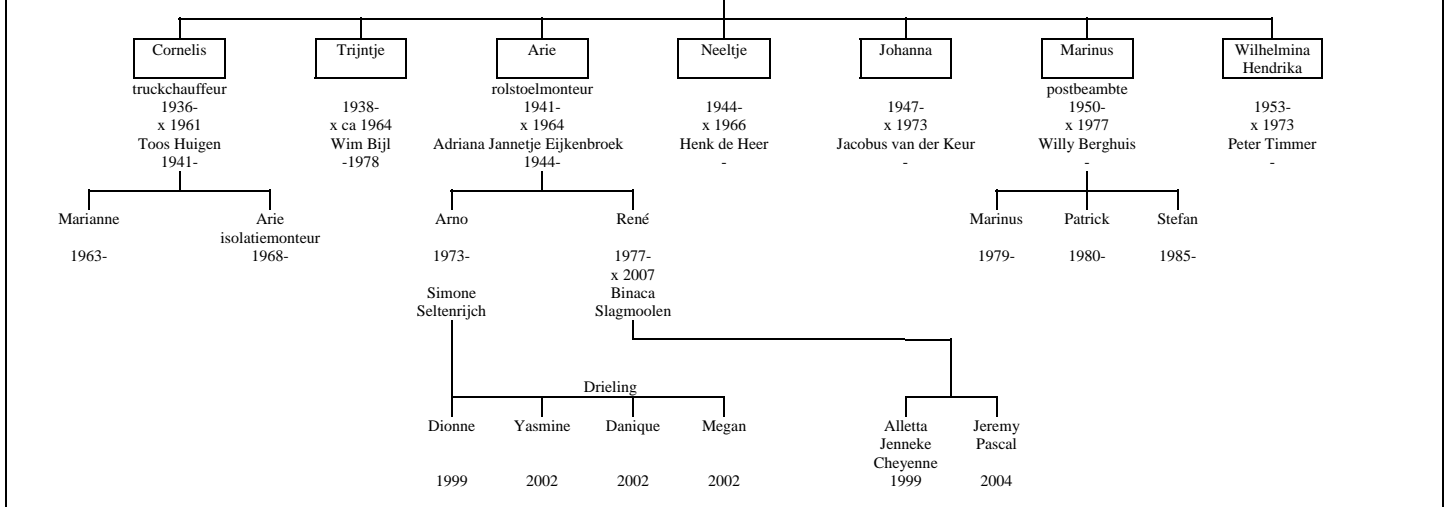 Cornelis Trijntje Arie Neeltje Johanna Marinus Wilhelmina
Hendrika
truckchauffeur rolstoelmonteur postbeambte
1936- 1938- 1941- 1944- 1947- 1950- 1953-
x 1961 x ca 1964 x 1964 x 1966 x 1973 x 1977 x 1973
Toos Huigen Wim Bijl Adriana Jannetje Eijkenbroek Henk de Heer Jacobus van der Keur Willy Berghuis Peter Timmer
1941- -1978 1944- - - - -
Marianne Arie Arno René Marinus Patrick Stefan
isolatiemonteur
1963- 1968- 1973- 1977- 1979- 1980- 1985-
x 2007
Simone Binaca
Seltenrijch Slagmoolen
Drieling
Dionne Yasmine Danique Megan Alletta Jeremy
Jenneke Pascal
Cheyenne
1999 2002 2002 2002 1999 2004